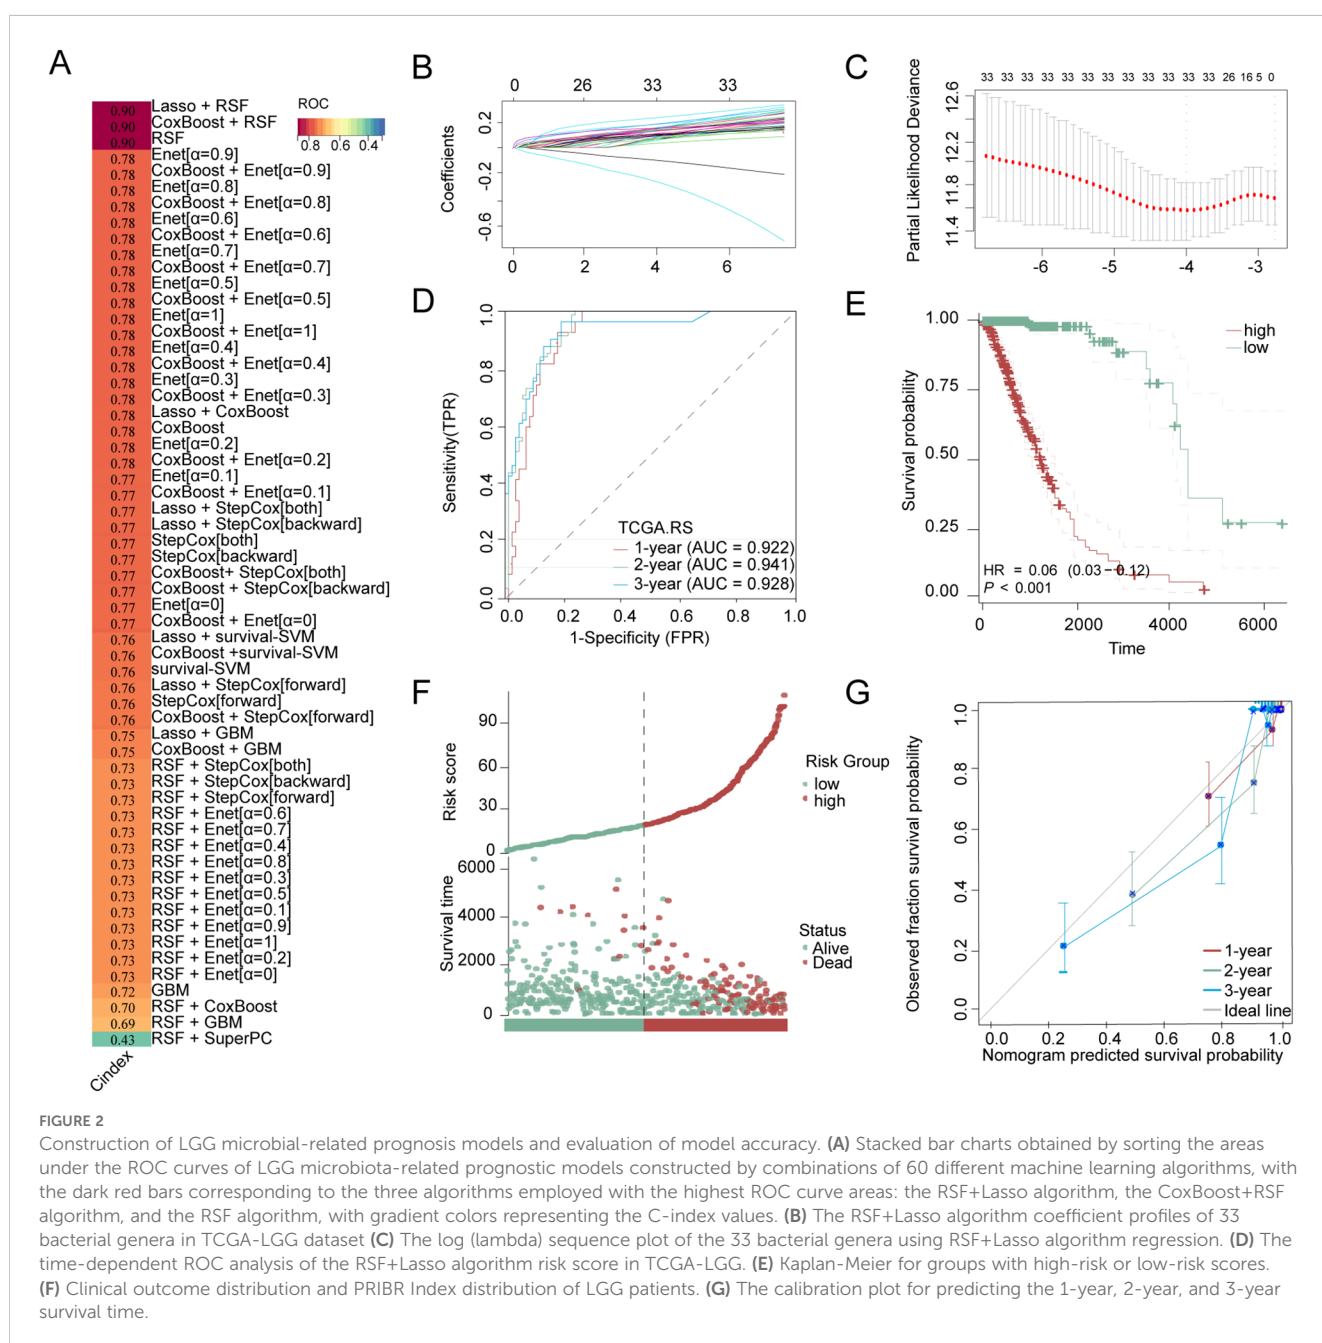 A
0.90 Lasso + RSF
0.90 CoxBoost + RSF
0.90 RSF
0.78 Enet[α=0.9]
0.78 CoxBoost + Enet[α=0.9]
0.78 Enet[α=0.8]
0.78 CoxBoost + Enet[α=0.8]
0.78 Enet[α=0.6]
0.78 CoxBoost + Enet[α=0.6]
0.78 Enet[α=0.7]
0.78 CoxBoost + Enet[α=0.7]
0.78 Enet[α=0.5]
0.78 CoxBoost + Enet[α=0.5]
0.78 Enet[α=1]
0.78 CoxBoost + Enet[α=1]
0.78 Enet[α=0.4]
0.78 CoxBoost + Enet[α=0.4]
0.78 Enet[α=0.3]
0.78 CoxBoost + Enet[α=0.3]
0.78 Lasso + CoxBoost
0.78 CoxBoost
0.78 Enet[α=0.2]
0.78 CoxBoost + Enet[α=0.2]
0.77 Enet[α=0.1]
0.77 CoxBoost + Enet[α=0.1]
0.77 Lasso + StepCox[both]
0.77 Lasso + StepCox[backward]
0.77 StepCox[both]
0.77 StepCox[backward]
0.77 CoxBoost+ StepCox[both]
0.77 CoxBoost + StepCox[backward]
0.77 Enet[α=0]
0.77 CoxBoost + Enet[α=0]
0.76 Lasso + survival-SVM
0.76 CoxBoost +survival-SVM
0.76 survival-SVM
0.76 Lasso + StepCox[forward]
0.76 StepCox[forward]
0.76 CoxBoost + StepCox[forward]
0.75 Lasso + GBM
0.75 CoxBoost + GBM
0.73 RSF + StepCox[both]
0.73 RSF + StepCox[backward]
0.73 RSF + StepCox[forward]
0.73 RSF + Enet[α=0.6]
0.73 RSF + Enet[α=0.7]
0.73 RSF + Enet[α=0.4]
0.73 RSF + Enet[α=0.8]
0.73 RSF + Enet[α=0.3]
0.73 RSF + Enet[α=0.5]
0.73 RSF + Enet[α=0.1]
0.73 RSF + Enet[α=0.9]
0.73 RSF + Enet[α=1]
0.73 RSF + Enet[α=0.2]
0.73 RSF + Enet[α=0]
0.72 GBM
0.70 RSF + CoxBoost
0.69 RSF + GBM
0.43 RSF + SuperPC
Cindex
ROC
0.8 0.6 0.4
B
0 26 33 33
Coefficients
0.2
-0.2
-0.6
0 2 4 6
C
33 33 33 33 33 33 33 33 33 33 33 33 26 16 5 0
Partial Likelihood Deviance
12.6
12.2
11.8
11.4
-6 -5 -4 -3
D
Sensitivity(TPR)
1.0
0.8
0.6
0.4
0.2
0.0
TCGA.RS
1-year (AUC = 0.922)
2-year (AUC = 0.941)
3-year (AUC = 0.928)
0.0 0.2 0.4 0.6 0.8 1.0
1-Specificity (FPR)
E
Survival probability
1.00
0.75
0.50
0.25
0.00
high
low
HR = 0.06 (0.03 - 0.12)
P < 0.001
0 2000 4000 6000
Time
F
Risk score
90
60
30
0
Risk Group
low
high
Survival time
6000
4000
2000
0
Status
Alive
Dead
G
Observed fraction survival probability
1.0
0.8
0.6
0.4
0.2
0.0
1-year
2-year
3-year
Ideal line
0.0 0.2 0.4 0.6 0.8 1.0
Nomogram predicted survival probability
FIGURE 2
Construction of LGG microbial-related prognosis models and evaluation of model accuracy. (A) Stacked bar charts obtained by sorting the areas
under the ROC curves of LGG microbiota-related prognostic models constructed by combinations of 60 different machine learning algorithms, with
the dark red bars corresponding to the three algorithms employed with the highest ROC curve areas: the RSF+Lasso algorithm, the CoxBoost+RSF
algorithm, and the RSF algorithm, with gradient colors representing the C-index values. (B) The RSF+Lasso algorithm coefficient profiles of 33
bacterial genera in TCGA-LGG dataset (C) The log (lambda) sequence plot of the 33 bacterial genera using RSF+Lasso algorithm regression. (D) The
time-dependent ROC analysis of the RSF+Lasso algorithm risk score in TCGA-LGG. (E) Kaplan-Meier for groups with high-risk or low-risk scores.
(F) Clinical outcome distribution and PRIBR Index distribution of LGG patients. (G) The calibration plot for predicting the 1-year, 2-year, and 3-year
survival time.